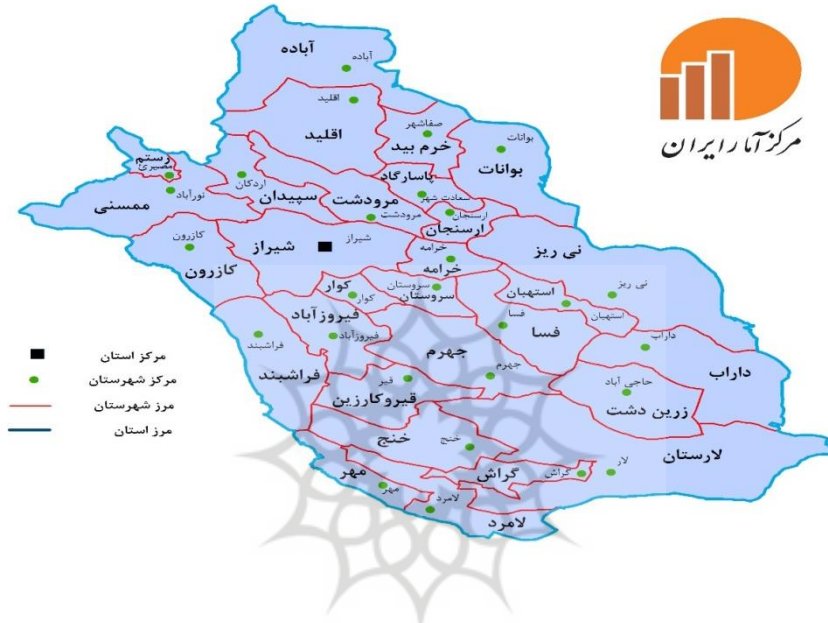 آباده
آباده
اقلید
اقلید
صفاشهر
خرم بید
بوانات
بوانات
مرکز آمار ایران
رستم
مصیری
نورآباد
ممسنی
اردکان
سپیدان
پاسارگاد
سعادت شهر
مرودشت
مرودشت
ارسنجان
ارسنجان
کازرون
کازرون
شیراز
شیراز
خرامه
خرامه
نی ریز
نی ریز
کوار
کوار
سروستان
سروستان
استهبان
استهبان
فیروزآباد
فیروزآباد
فسا
فسا
فراشبند
فراشبند
جهرم
جهرم
داراب
داراب
قیر
قیروکارزین
حاجی آباد
زرین دشت
خنج
خنج
لارستان
لار
گراش
گراش
مهر
مهر
لامرد
لامرد
مرکز استان
مرکز شهرستان
مرز شهرستان
مرز استان